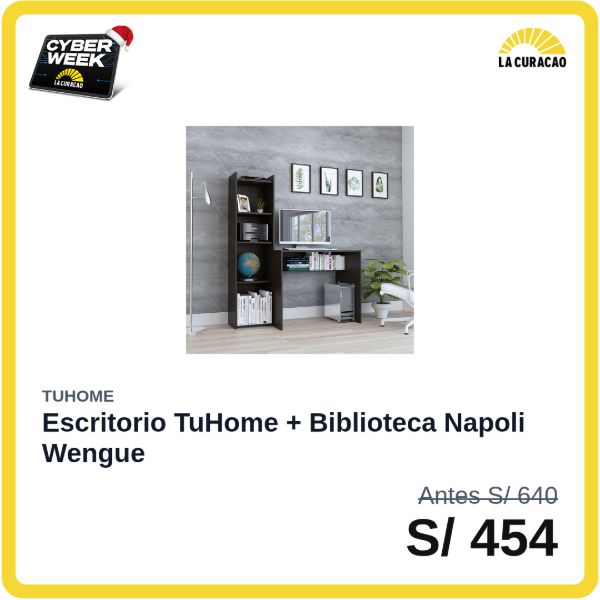 CYBER
WEEK
LA CURACAO
LA CURACAO
TUHOME
Escritorio TuHome + Biblioteca Napoli
Wengue
Antes S/ 640
S/ 454